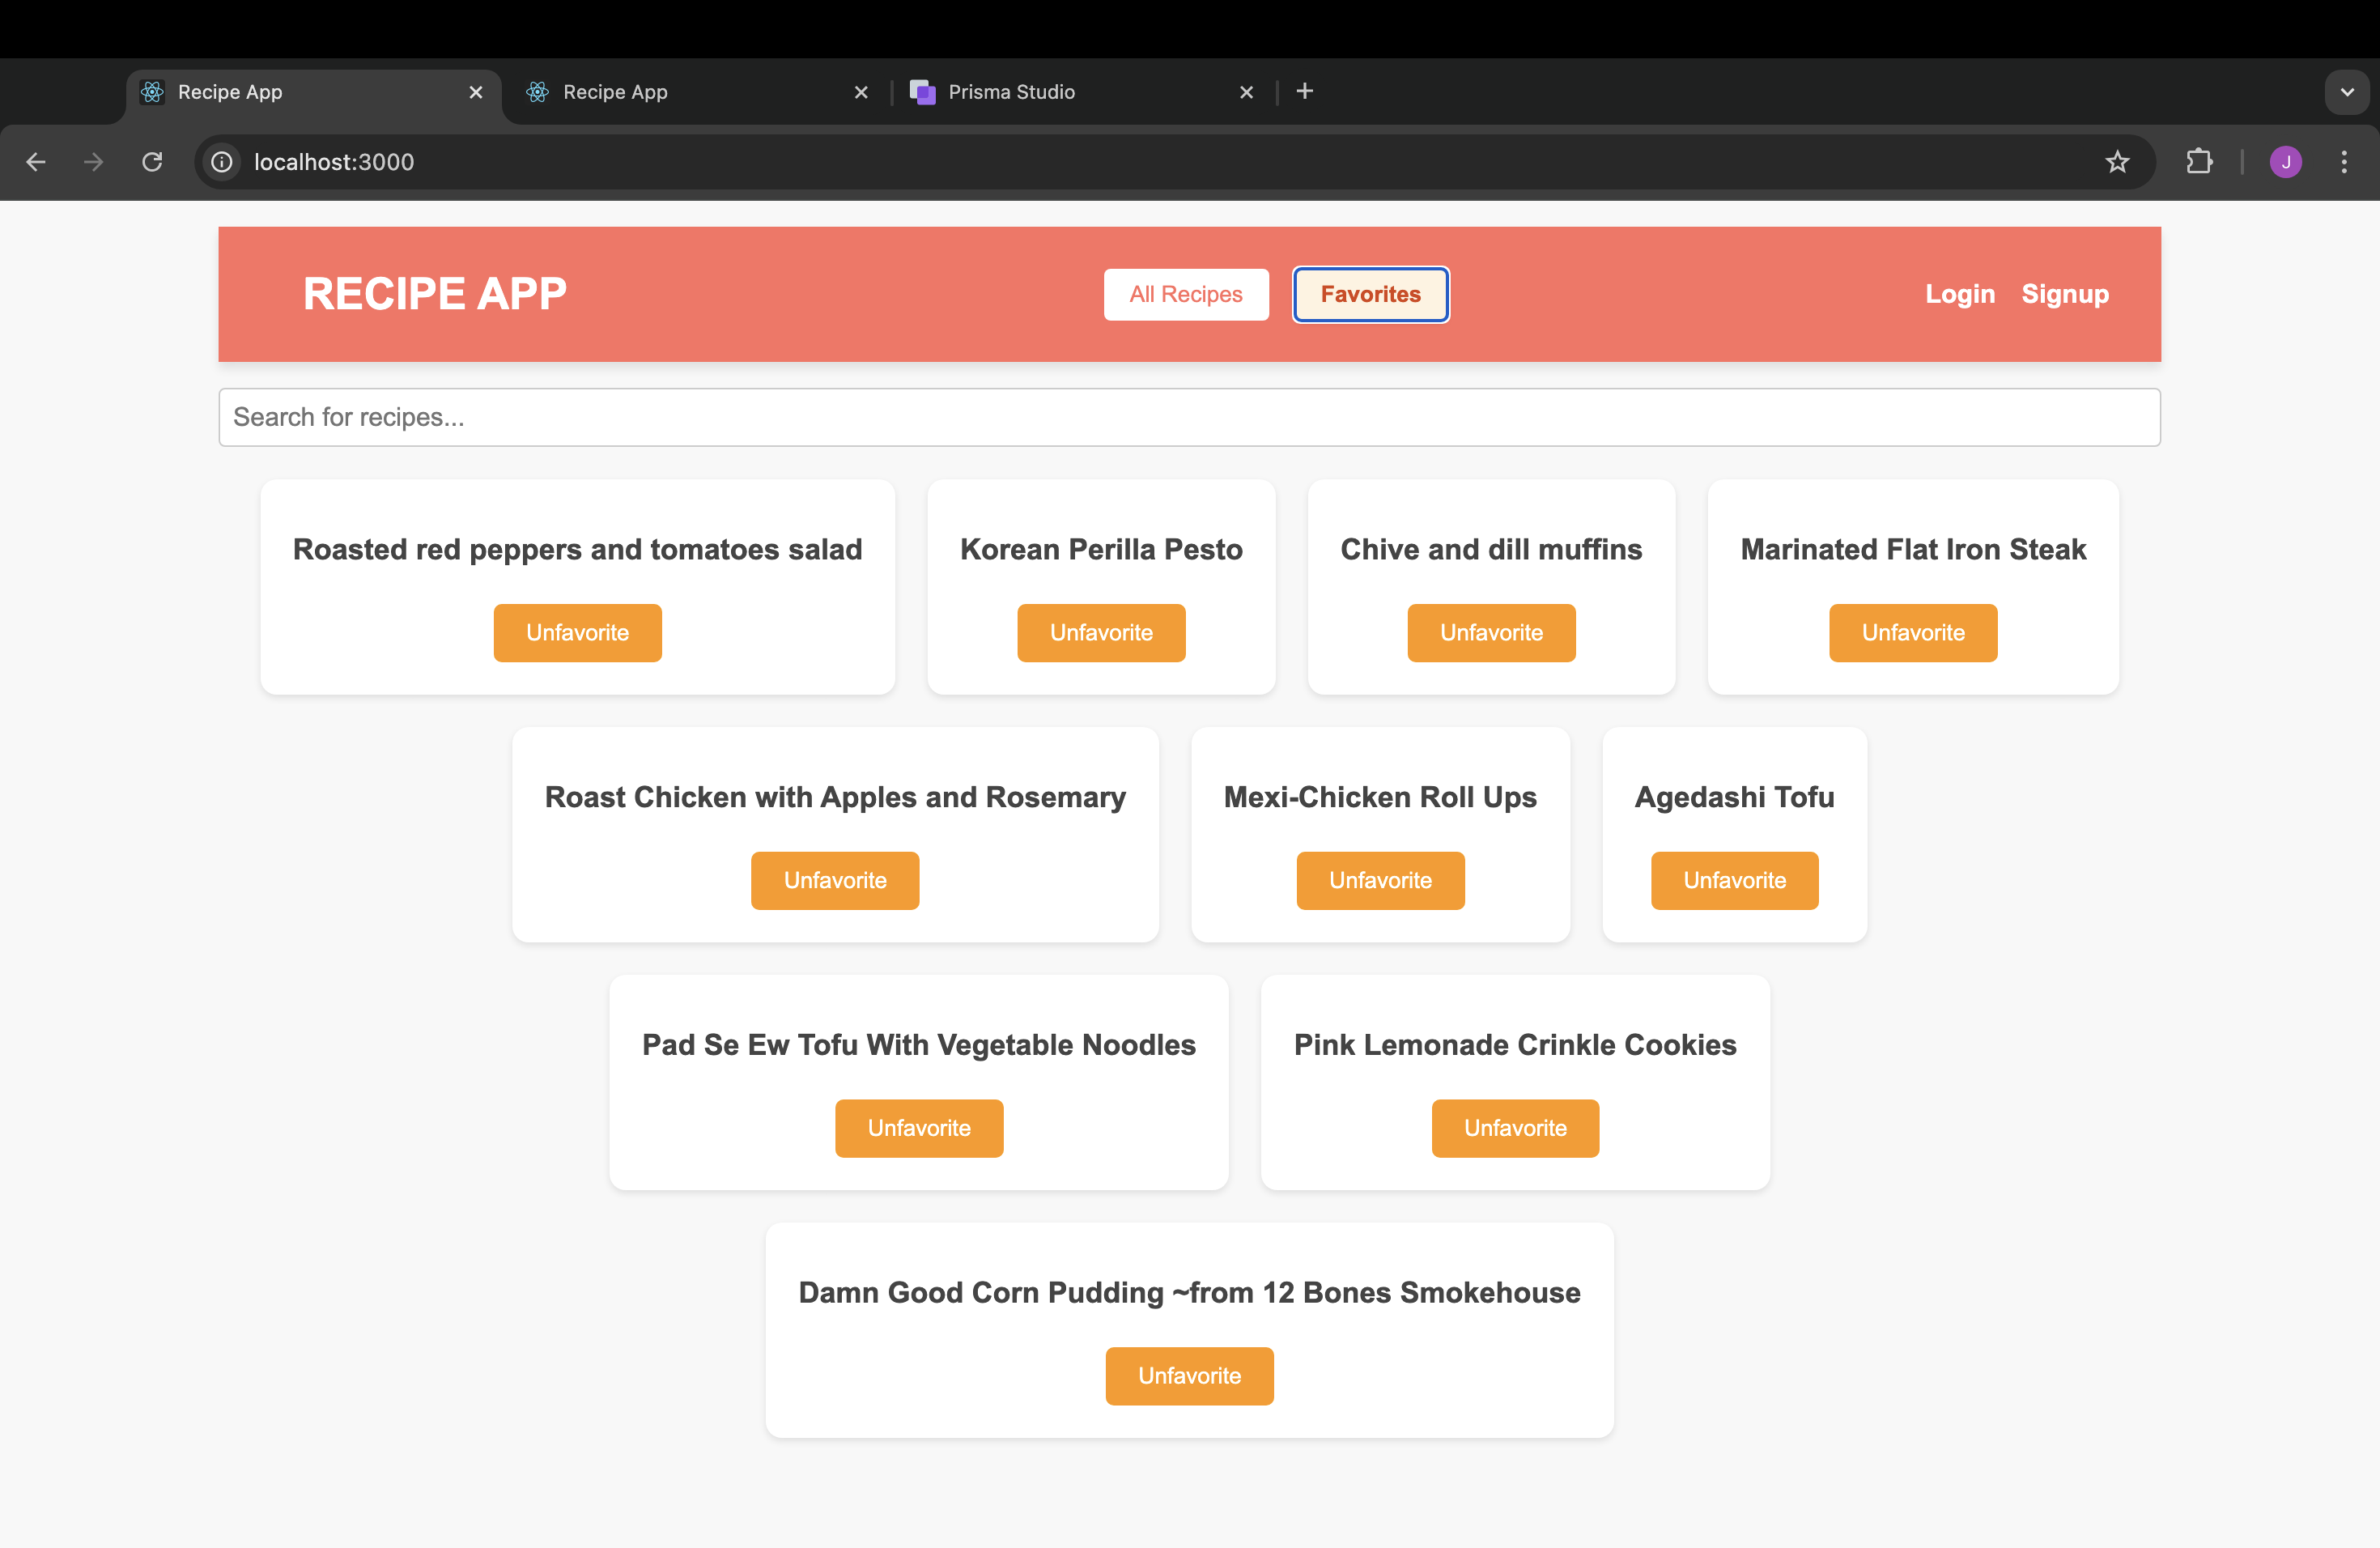 Recipe App
Recipe App
Prisma Studio
localhost:3000
J
RECIPE APP
All Recipes
Favorites
Login
Signup
Search for recipes...
Roasted red peppers and tomatoes salad
Unfavorite
Korean Perilla Pesto
Unfavorite
Chive and dill muffins
Unfavorite
Marinated Flat Iron Steak
Unfavorite
Roast Chicken with Apples and Rosemary
Unfavorite
Mexi-Chicken Roll Ups
Unfavorite
Agedashi Tofu
Unfavorite
Pad Se Ew Tofu With Vegetable Noodles
Unfavorite
Pink Lemonade Crinkle Cookies
Unfavorite
Damn Good Corn Pudding ~from 12 Bones Smokehouse
Unfavorite